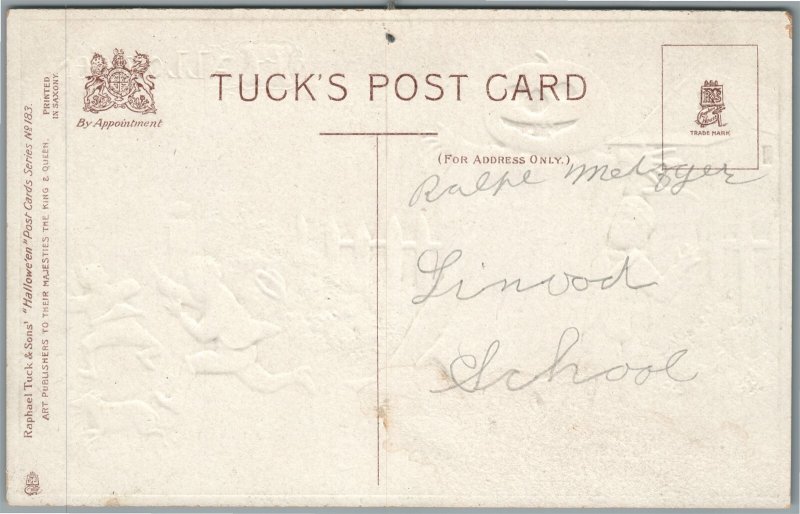 TUCK'S POST CARD
By Appointment
(FOR ADDRESS ONLY.)
TRADE MARK
Ralph Metzger
Linwood
School
Raphael Tuck & Sons' "Hallowe'en" Post Cards Series Nº 183.
ART PUBLISHERS TO THEIR MAJESTIES THE KING & QUEEN.
PRINTED
IN SAXONY.